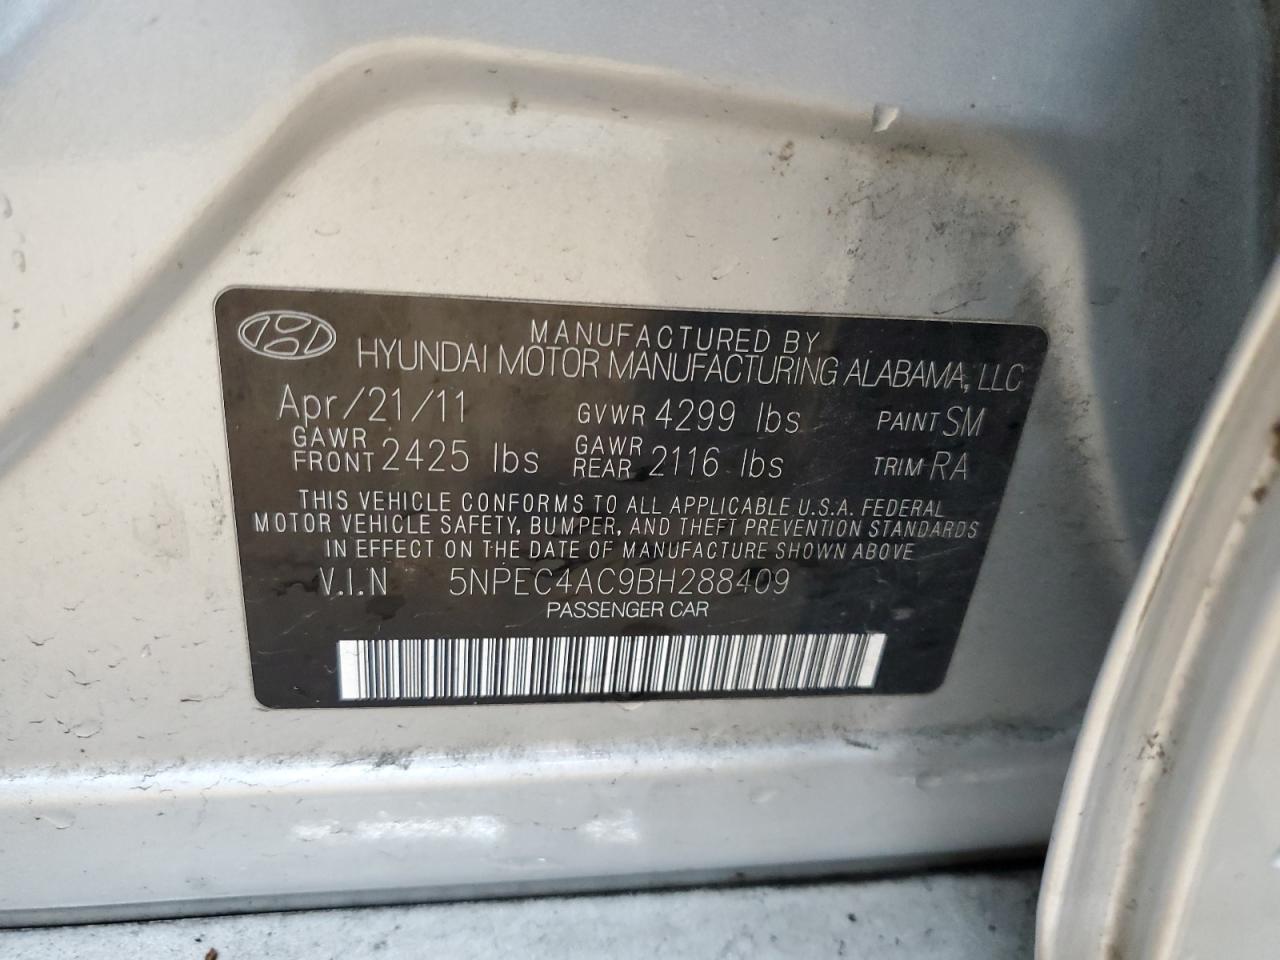 MANUFACTURED BY
HYUNDAI MOTOR MANUFACTURING ALABAMA, LLC
Apr/21/11 GVWR 4299 lbs PAINT SM
GAWR FRONT 2425 lbs GAWR REAR 2116 lbs TRIM RA
THIS VEHICLE CONFORMS TO ALL APPLICABLE U.S.A. FEDERAL
MOTOR VEHICLE SAFETY, BUMPER, AND THEFT PREVENTION STANDARDS
IN EFFECT ON THE DATE OF MANUFACTURE SHOWN ABOVE
V.I.N 5NPEC4AC9BH288409
PASSENGER CAR